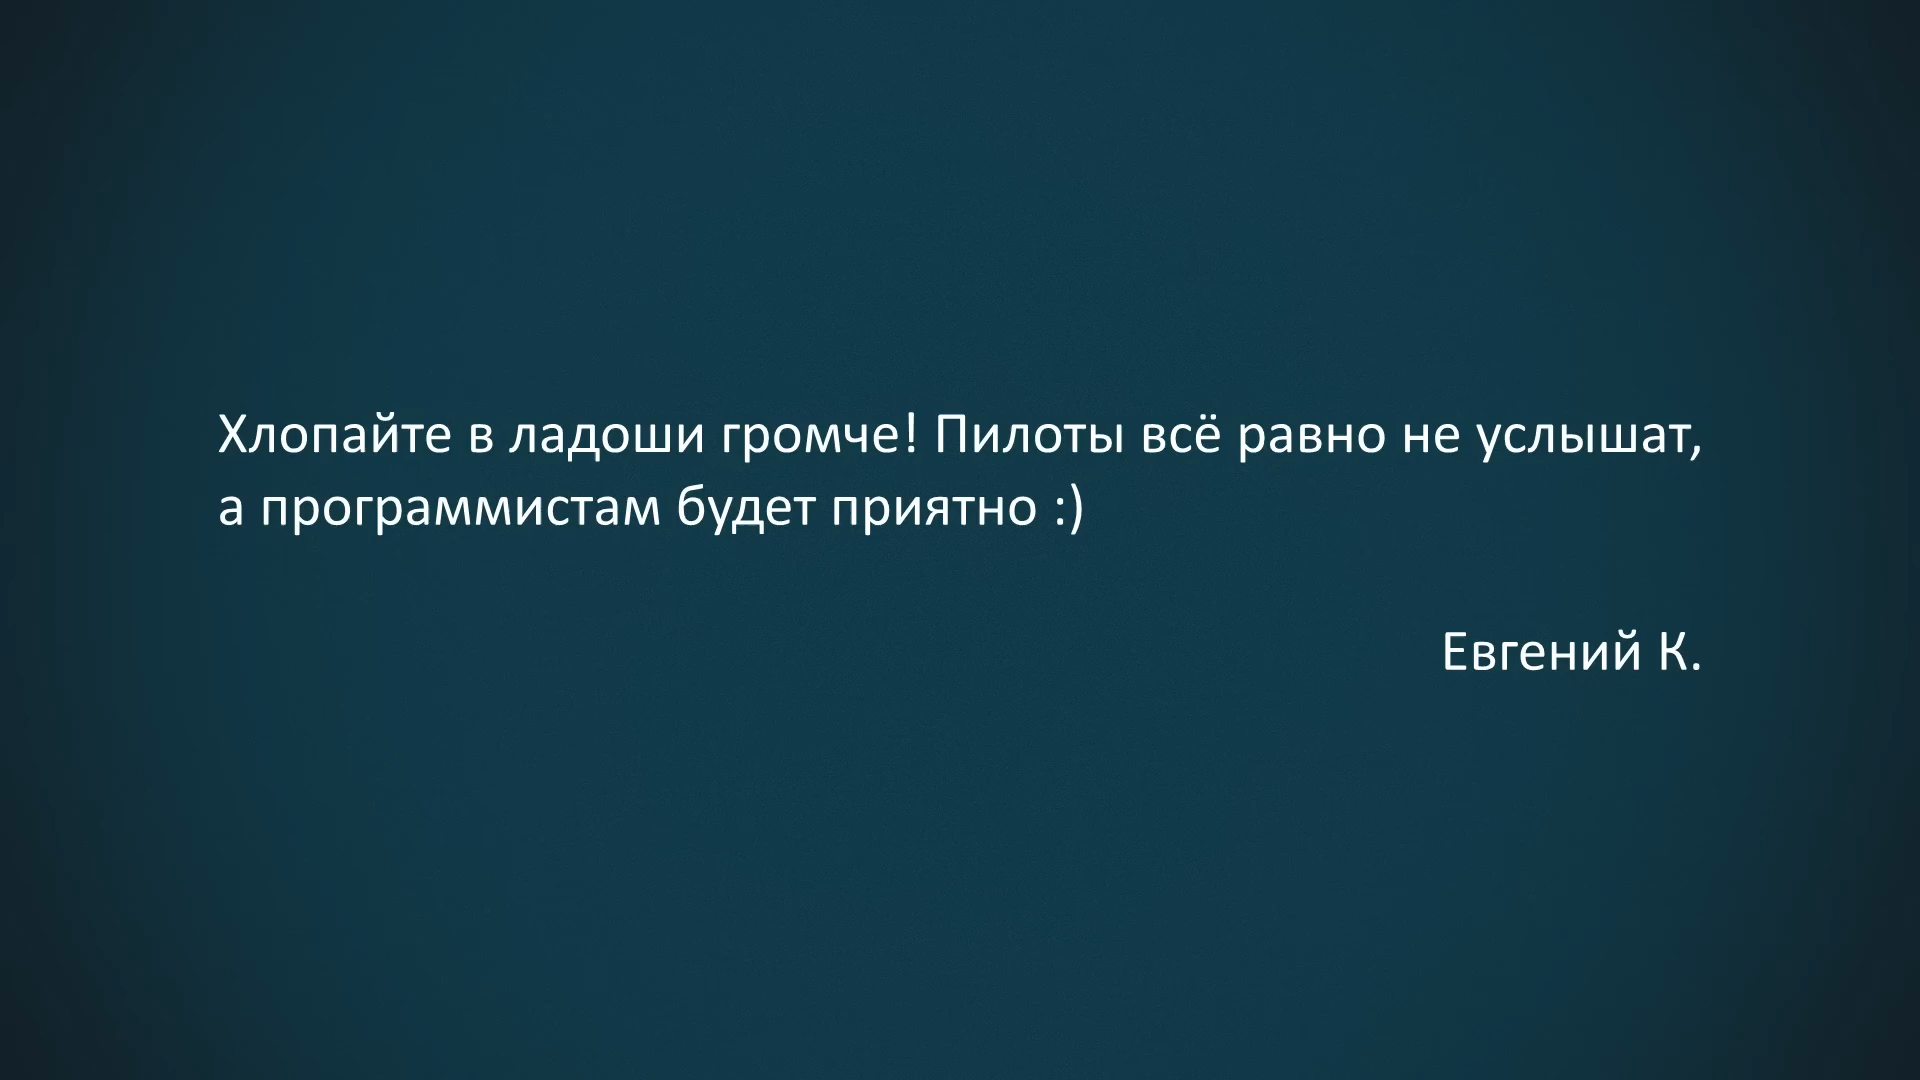 Хлопайте в ладоши громче! Пилоты всё равно не услышат,
а программистам будет приятно :)
Евгений К.